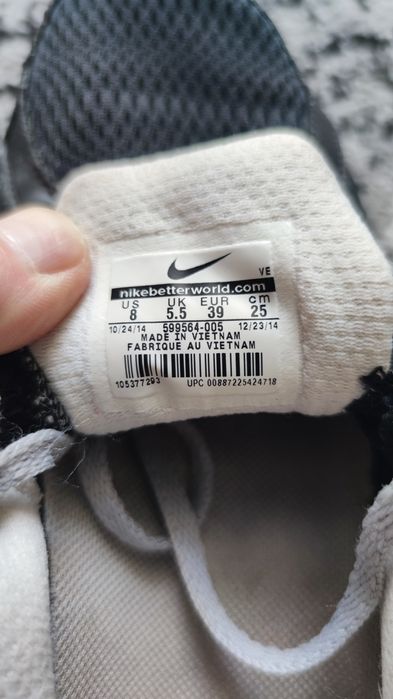 VE
nikebetterworld.com
US UK EUR cm
8 5.5 39 25
10/24/14 599564-005 12/23/14
MADE IN VIETNAM
FABRIQUE AU VIETNAM
105377293 UPC 00887225424718